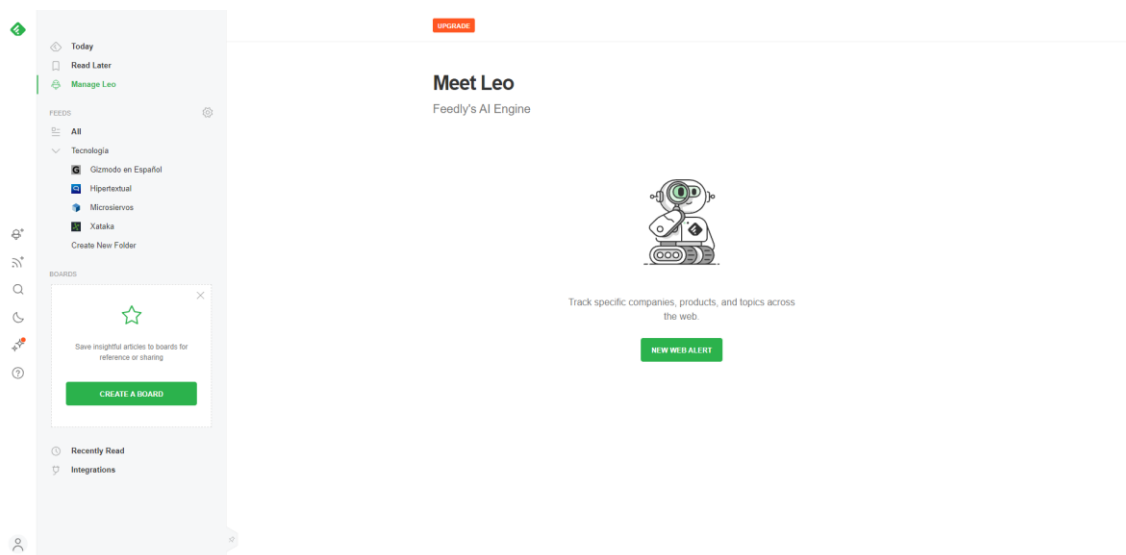 Today
Read Later
Manage Leo
FEEDS
All
Tecnología
Gizmodo en Español
Hipertextual
Microsiervos
Xataka
Create New Folder
BOARDS
Save insightful articles to boards for
reference or sharing
CREATE A BOARD
Recently Read
Integrations
UPGRADE
Meet Leo
Feedly's AI Engine
Track specific companies, products, and topics across
the web.
NEW WEB ALERT